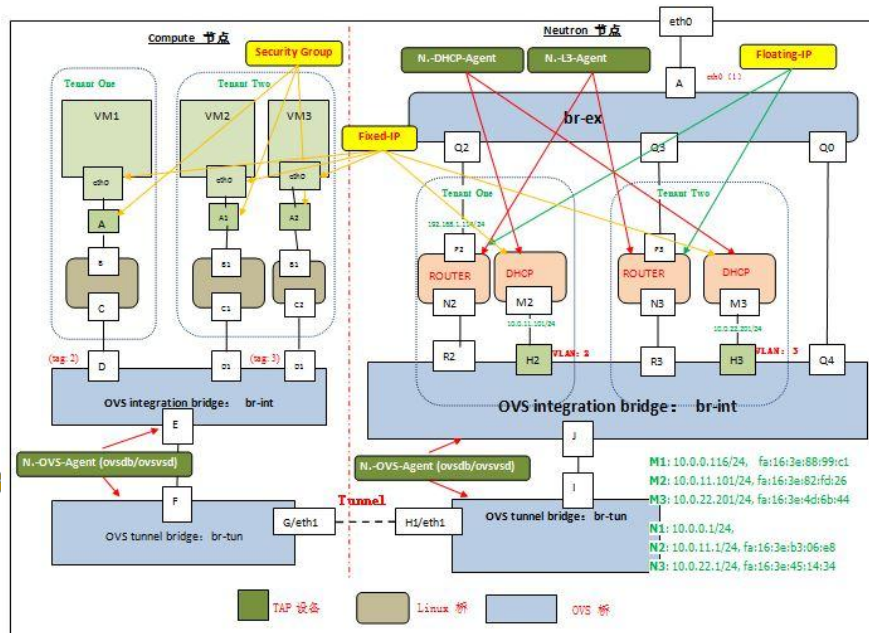 Compute 节点
Neutron 节点
eth0
Security Group
N.-DHCP-Agent
N.-L3-Agent
Floating-IP
A
eth0 (1)
br-ex
Tenant One
Tenant Two
VM1
VM2
VM3
Fixed-IP
Q2
Q3
Q0
eth0
eth0
eth0
Tenant One
Tenant Two
A
A1
A2
192.168.1.114/24
P2
P3
B
B1
B1
ROUTER
DHCP
ROUTER
DHCP
C
C1
C2
N2
M2
N3
M3
10.0.11.101/24
10.0.22.201/24
(tag: 2)
D
D1
(tag: 3)
D1
R2
H2
VLAN: 2
R3
H3
VLAN: 3
Q4
OVS integration bridge: br-int
OVS integration bridge: br-int
E
J
N.-OVS-Agent (ovsdb/ovsvsd)
N.-OVS-Agent (ovsdb/ovsvsd)
M1: 10.0.0.116/24, fa:16:3e:88:99:c1
M2: 10.0.11.101/24, fa:16:3e:82:fd:26
M3: 10.0.22.201/24, fa:16:3e:4d:6b:44
F
I
Tunnel
G/eth1
H1/eth1
OVS tunnel bridge: br-tun
OVS tunnel bridge: br-tun
N1: 10.0.0.1/24,
N2: 10.0.11.1/24, fa:16:3e:b3:06:e8
N3: 10.0.22.1/24, fa:16:3e:45:14:34
TAP 设备
Linux 桥
OVS 桥